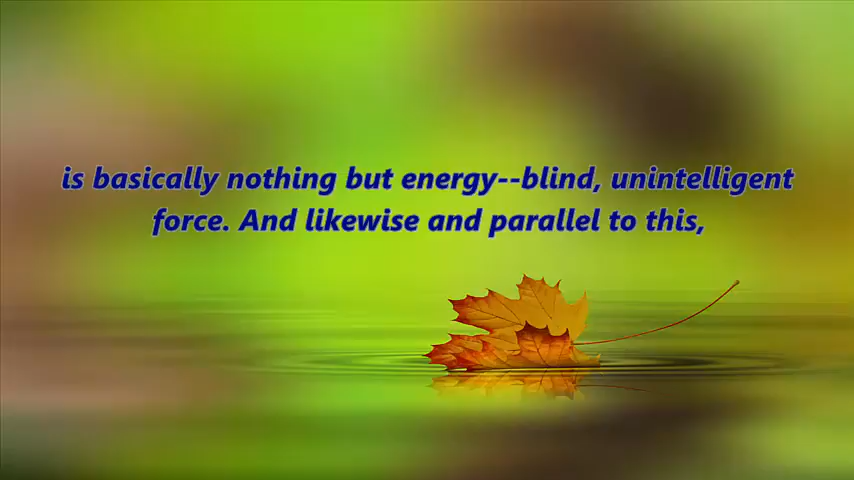 is basically nothing but energy--blind, unintelligent
force. And likewise and parallel to this,